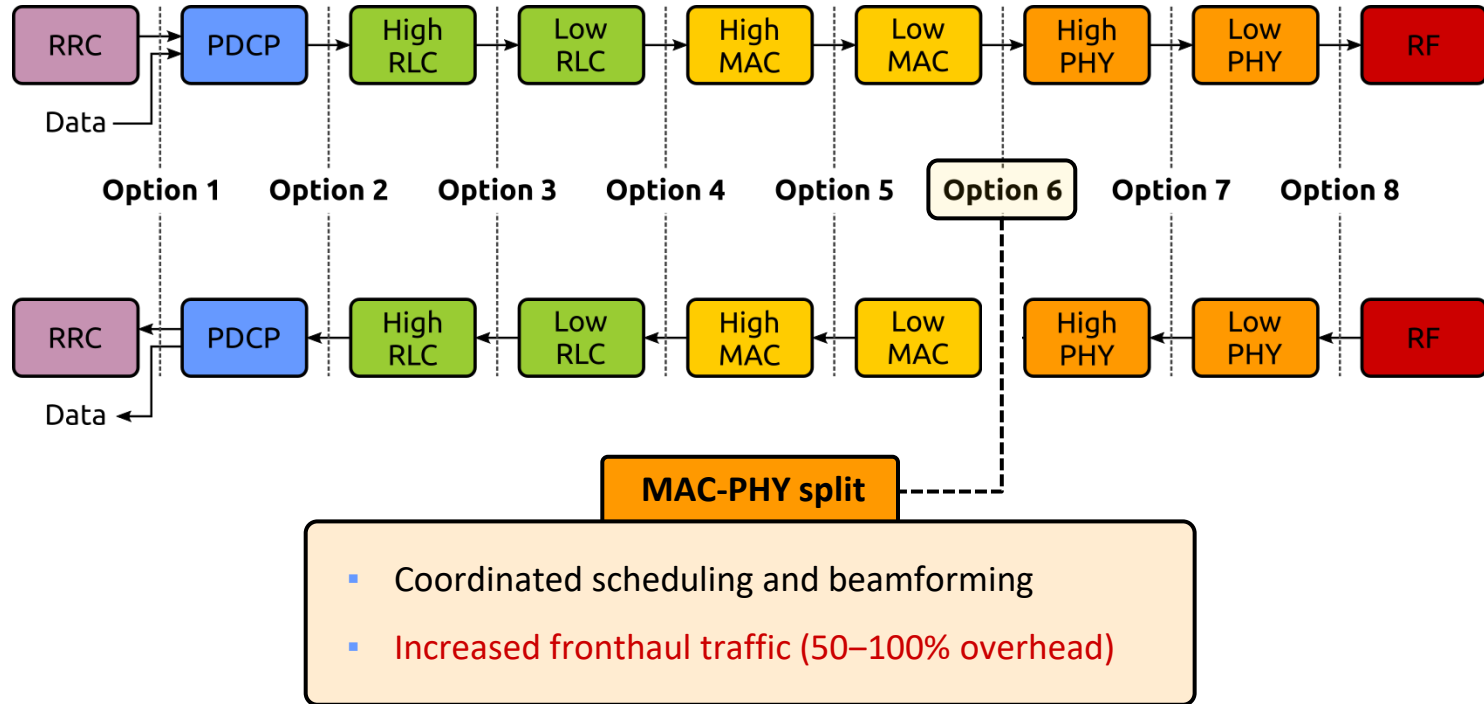 RRC
PDCP
High
RLC
Low
RLC
High
MAC
Low
MAC
High
PHY
Low
PHY
RF
Data
Option 1
Option 2
Option 3
Option 4
Option 5
Option 6
Option 7
Option 8
RRC
PDCP
High
RLC
Low
RLC
High
MAC
Low
MAC
High
PHY
Low
PHY
RF
Data
MAC-PHY split
▪ Coordinated scheduling and beamforming
▪ Increased fronthaul traffic (50–100% overhead)